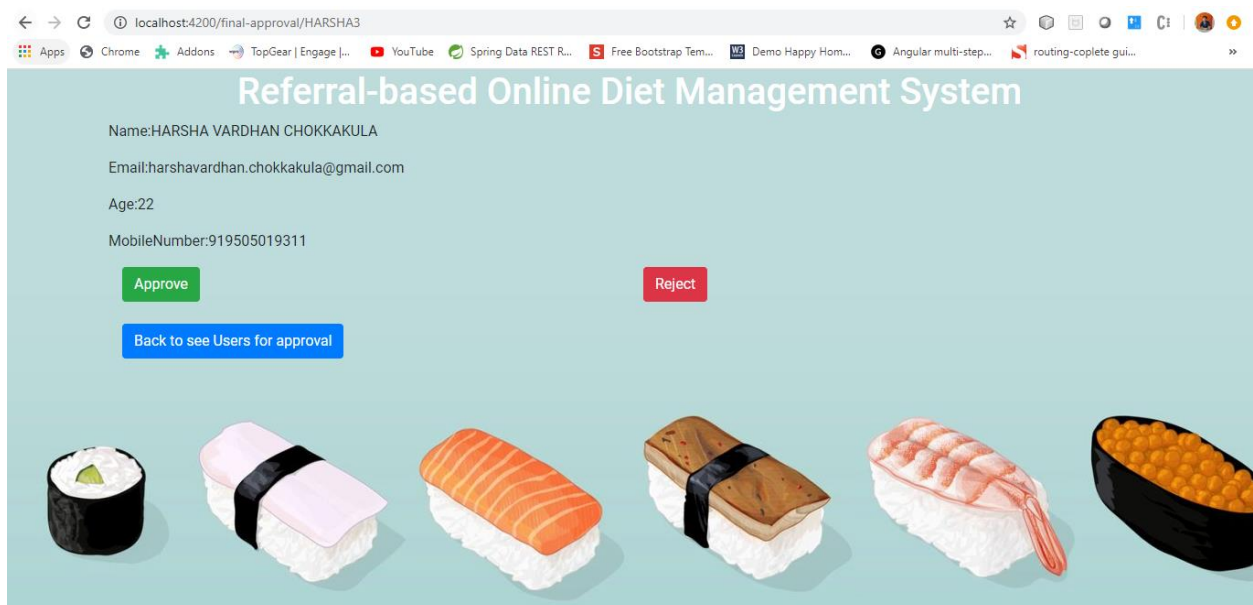 localhost:4200/final-approval/HARSHA3
Apps Chrome Addons TopGear | Engage |... YouTube Spring Data REST R... Free Bootstrap Tem... Demo Happy Hom... Angular multi-step... routing-coplete gui... »
Referral-based Online Diet Management System
Name:HARSHA VARDHAN CHOKKAKULA
Email:harshavardhan.chokkakula@gmail.com
Age:22
MobileNumber:919505019311
Approve Reject
Back to see Users for approval